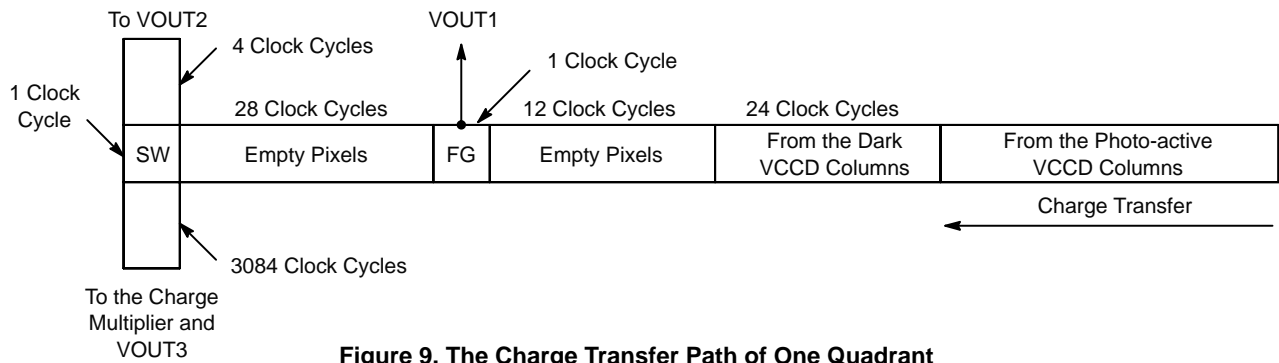 To VOUT2
VOUT1
4 Clock Cycles
1 Clock Cycle
1 Clock
Cycle
28 Clock Cycles
12 Clock Cycles
24 Clock Cycles
SW
Empty Pixels
FG
Empty Pixels
From the Dark
VCCD Columns
From the Photo-active
VCCD Columns
Charge Transfer
3084 Clock Cycles
To the Charge
Multiplier and
VOUT3
Figure 9. The Charge Transfer Path of One Quadrant